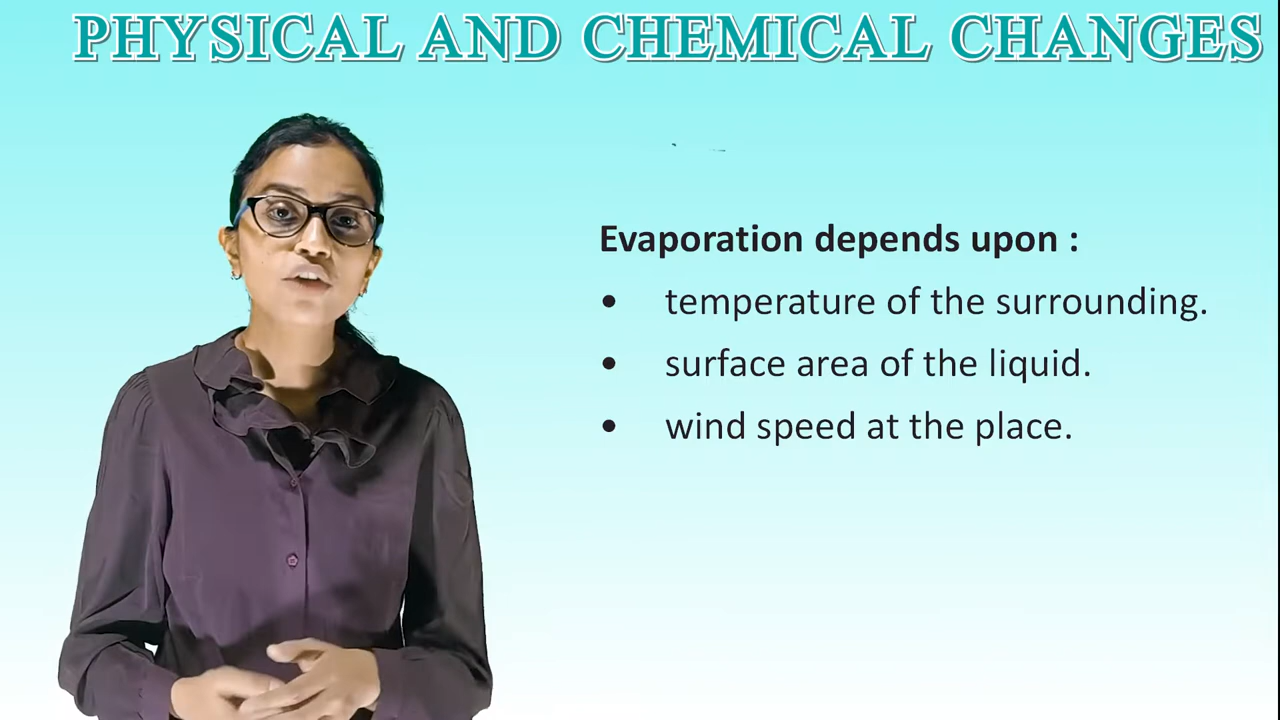 PHYSICAL AND CHEMICAL CHANGES
Evaporation depends upon :
• temperature of the surrounding.
• surface area of the liquid.
• wind speed at the place.